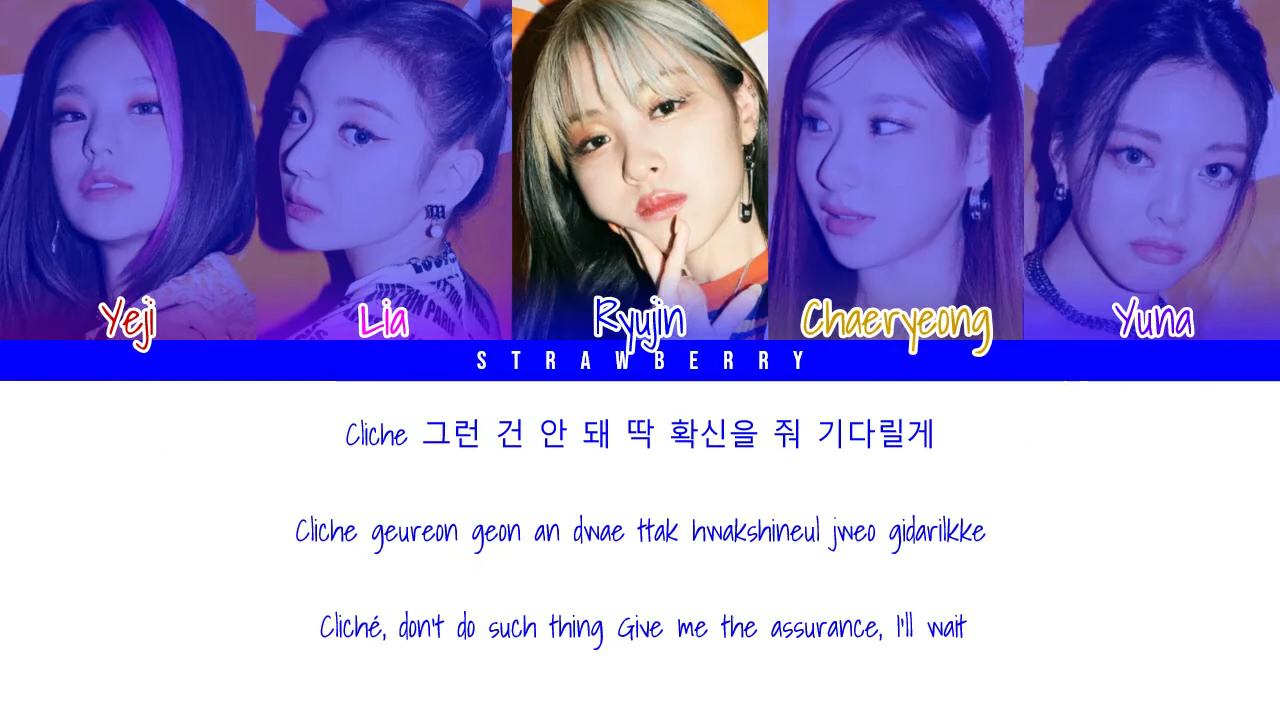 Yeji
Lia
Ryujin
Chaeryeong
Yuna
STRAWBERRY
Cliche 그런 건 안 돼 딱 확신을 줘 기다릴게
Cliche geureon geon an dwae ttak hwakshineul jweo gidarilkke
Cliché, don't do such thing Give me the assurance, I'll wait